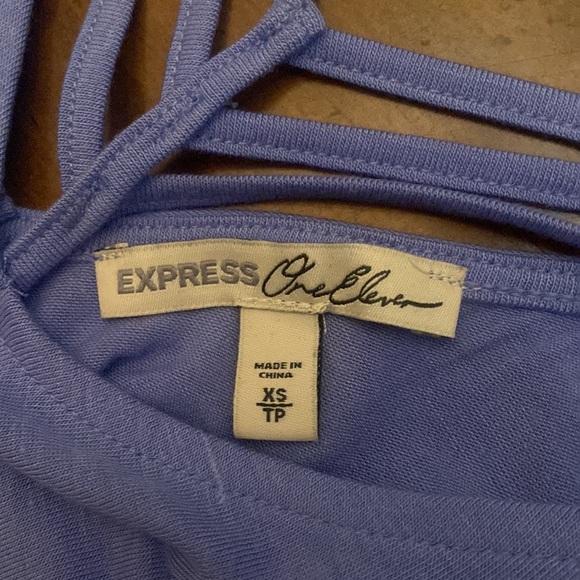 EXPRESS One Eleven
MADE IN
CHINA
XS
TP